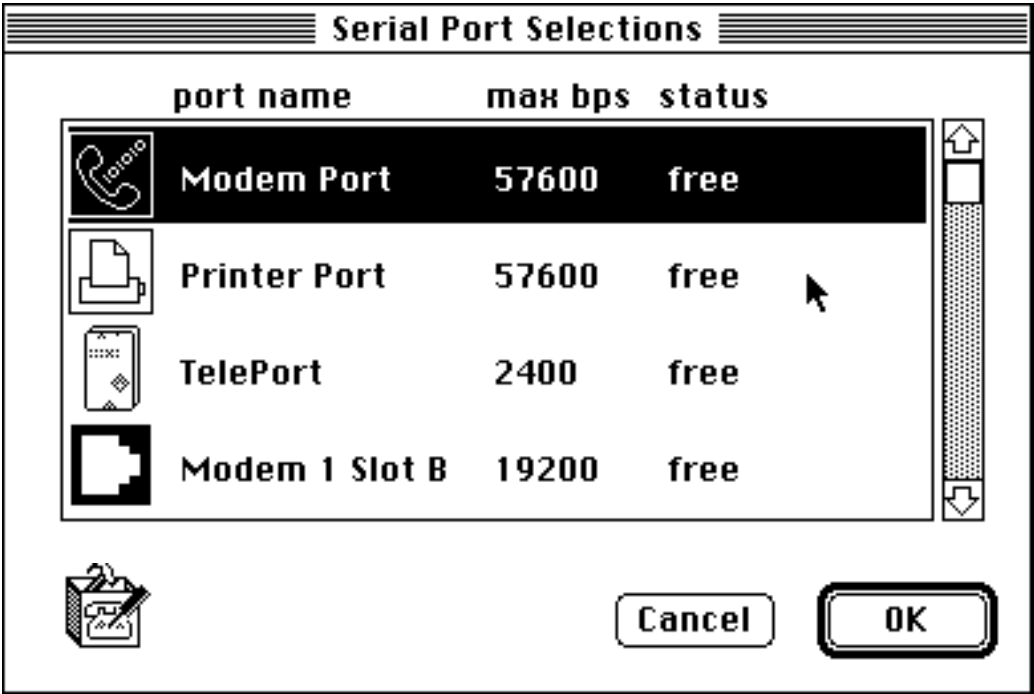 Serial Port Selections
port name max bps status
Modem Port 57600 free
Printer Port 57600 free
TelePort 2400 free
Modem 1 Slot B 19200 free
Cancel OK